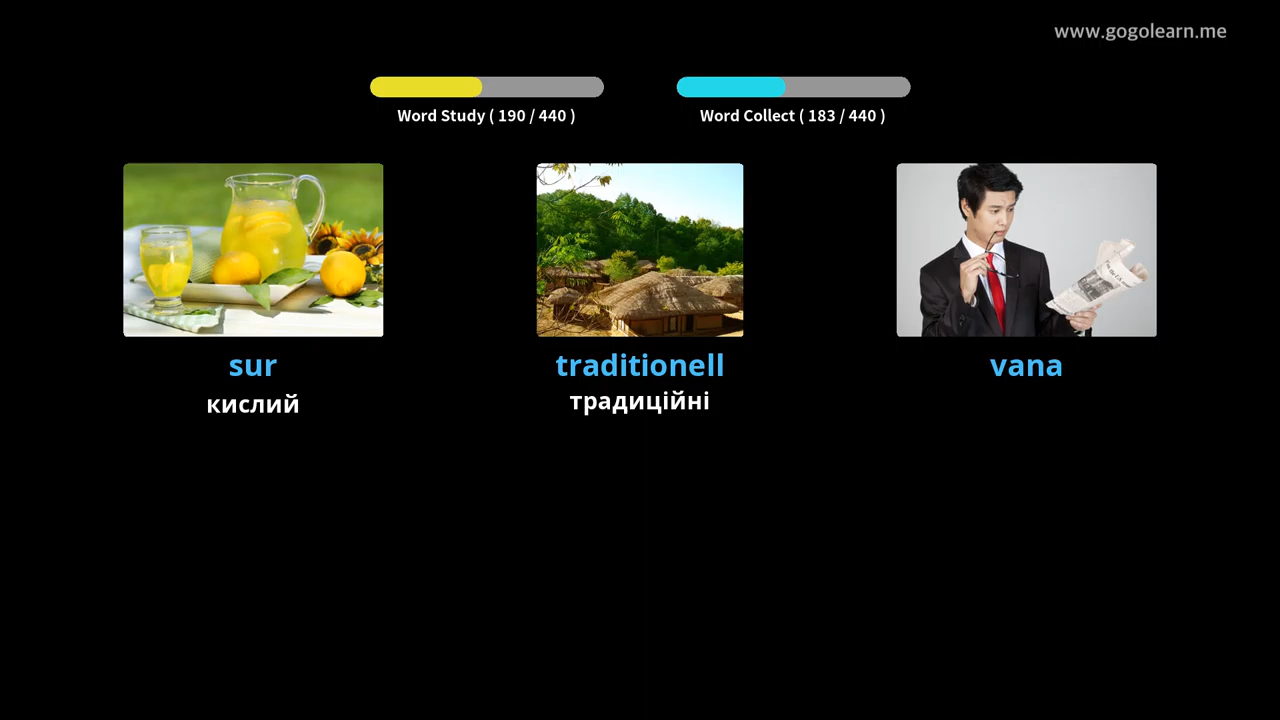 www.gogolearn.me
Word Study ( 190 / 440 )
Word Collect ( 183 / 440 )
sur
кислий
traditionell
традиційні
vana